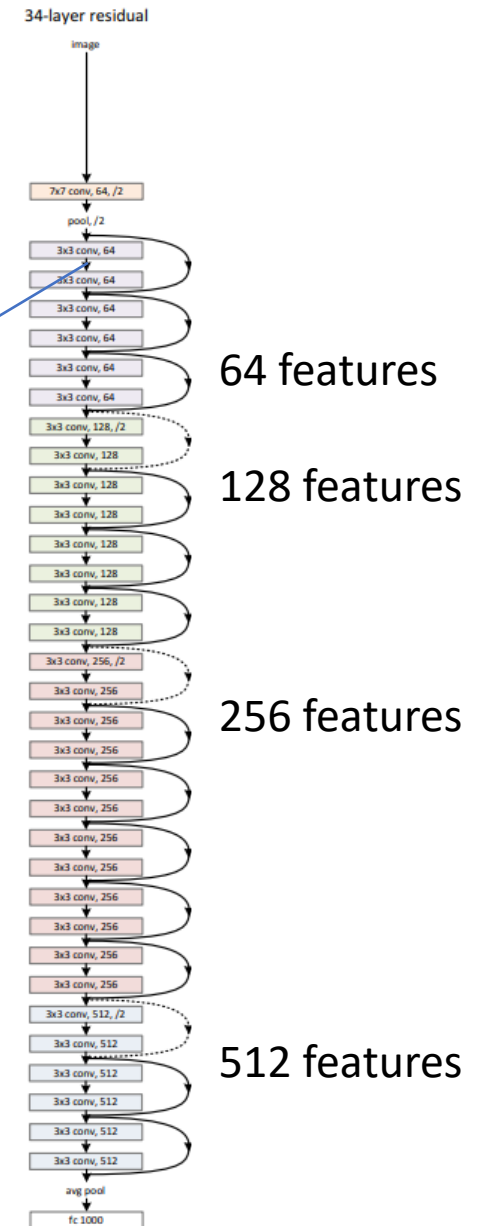 34-layer residual
image
7x7 conv, 64, /2
pool, /2
3x3 conv, 64
3x3 conv, 64
3x3 conv, 64
3x3 conv, 64
3x3 conv, 64
64 features
3x3 conv, 64
3x3 conv, 128, /2
3x3 conv, 128
3x3 conv, 128
128 features
3x3 conv, 128
3x3 conv, 128
3x3 conv, 128
3x3 conv, 128
3x3 conv, 128
3x3 conv, 256, /2
3x3 conv, 256
3x3 conv, 256
256 features
3x3 conv, 256
3x3 conv, 256
3x3 conv, 256
3x3 conv, 256
3x3 conv, 256
3x3 conv, 256
3x3 conv, 256
3x3 conv, 256
3x3 conv, 256
3x3 conv, 512, /2
3x3 conv, 512
512 features
3x3 conv, 512
3x3 conv, 512
3x3 conv, 512
3x3 conv, 512
avg pool
fc 1000